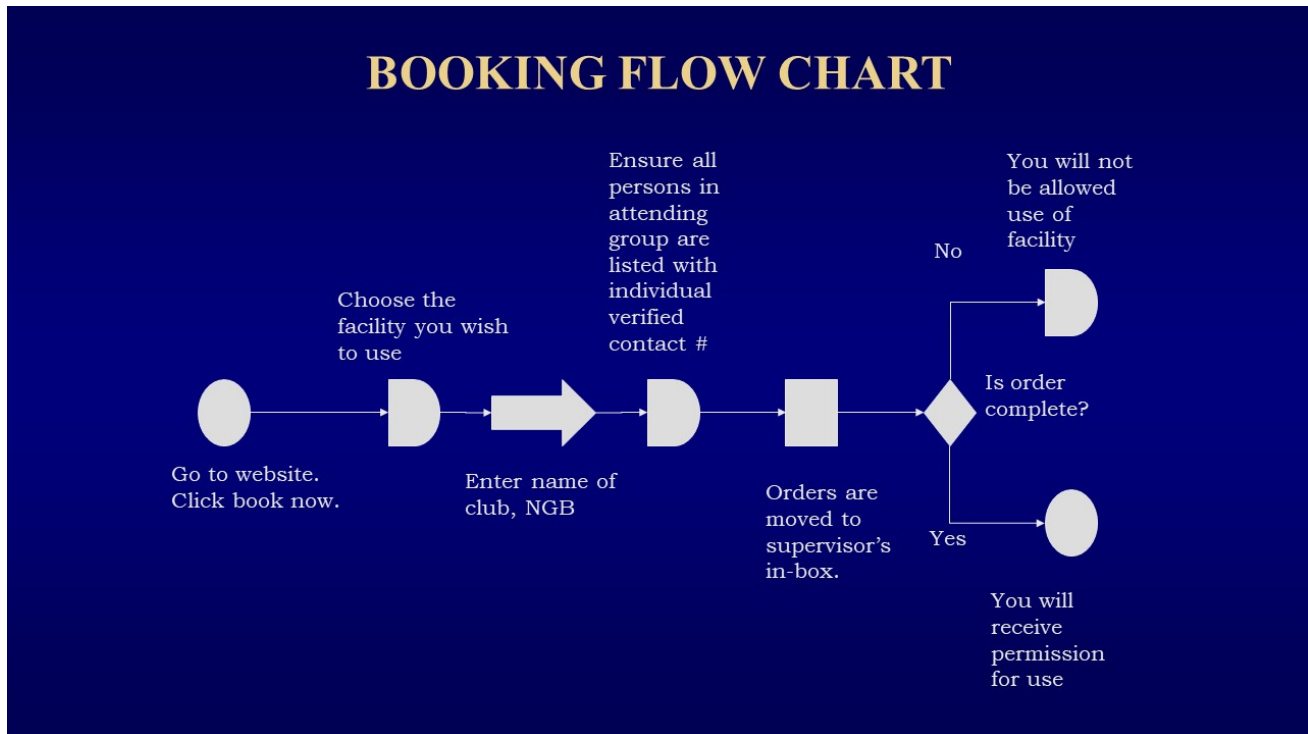 BOOKING FLOW CHART
Go to website.
Click book now.
Choose the
facility you wish
to use
Enter name of
club, NGB
Ensure all
persons in
attending
group are
listed with
individual
verified
contact #
Orders are
moved to
supervisor’s
in-box.
Is order
complete?
No
You will not
be allowed
use of
facility
Yes
You will
receive
permission
for use